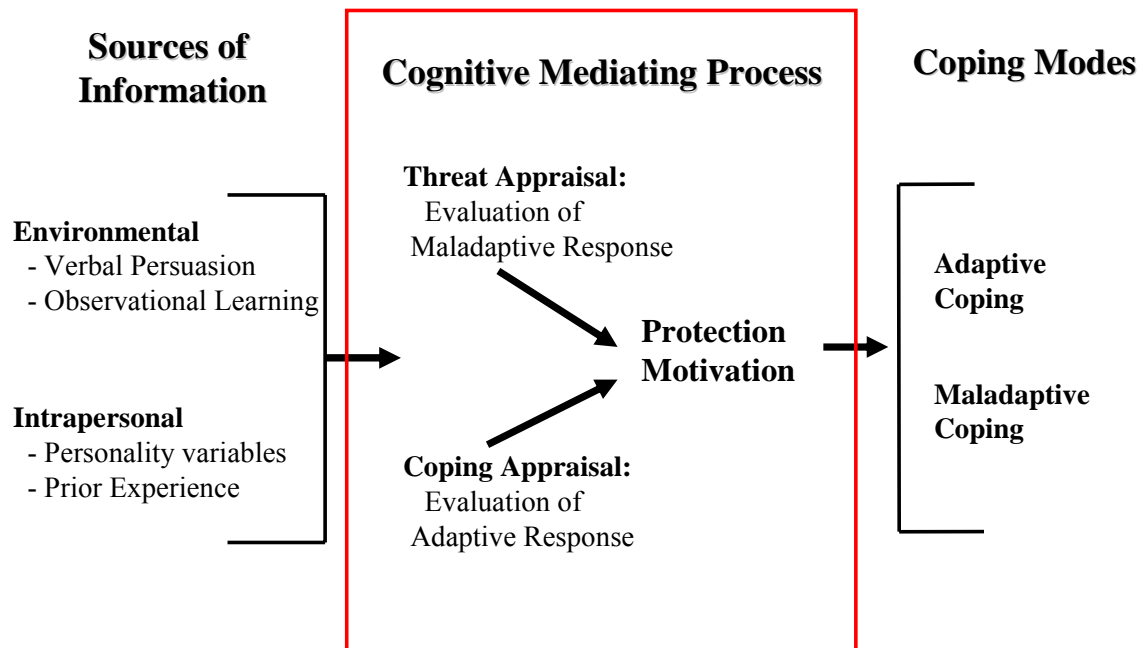 Sources of
Information
Environmental
- Verbal Persuasion
- Observational Learning
Intrapersonal
- Personality variables
- Prior Experience
Cognitive Mediating Process
Threat Appraisal:
Evaluation of
Maladaptive Response
Protection
Motivation
Coping Appraisal:
Evaluation of
Adaptive Response
Coping Modes
Adaptive
Coping
Maladaptive
Coping